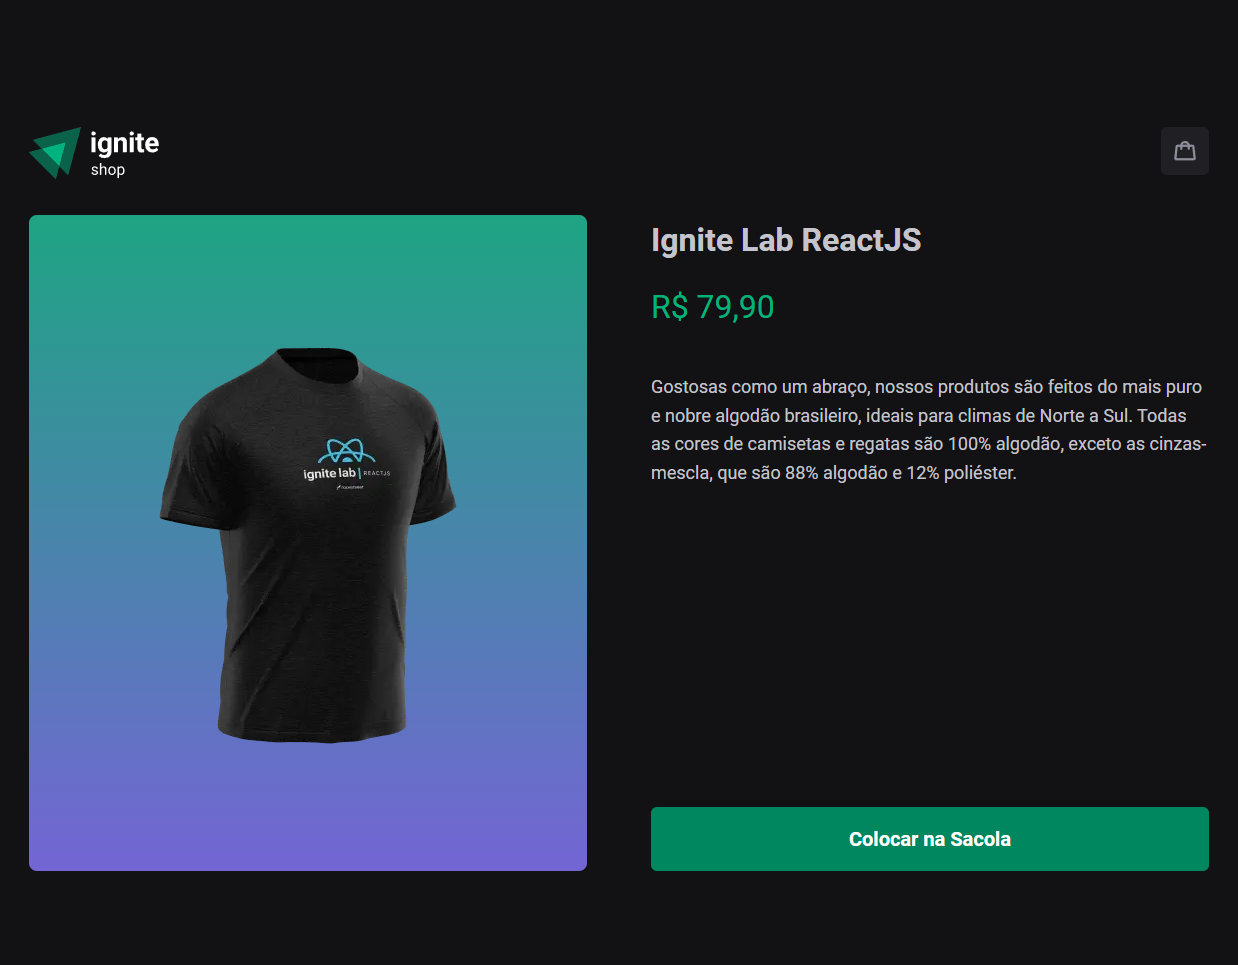 ignite
shop
Ignite Lab ReactJS
R$ 79,90
Gostosas como um abraço, nossos produtos são feitos do mais puro
e nobre algodão brasileiro, ideais para climas de Norte a Sul. Todas
as cores de camisetas e regatas são 100% algodão, exceto as cinzas-
mescla, que são 88% algodão e 12% poliéster.
ignite lab | REACTJS
Colocar na Sacola